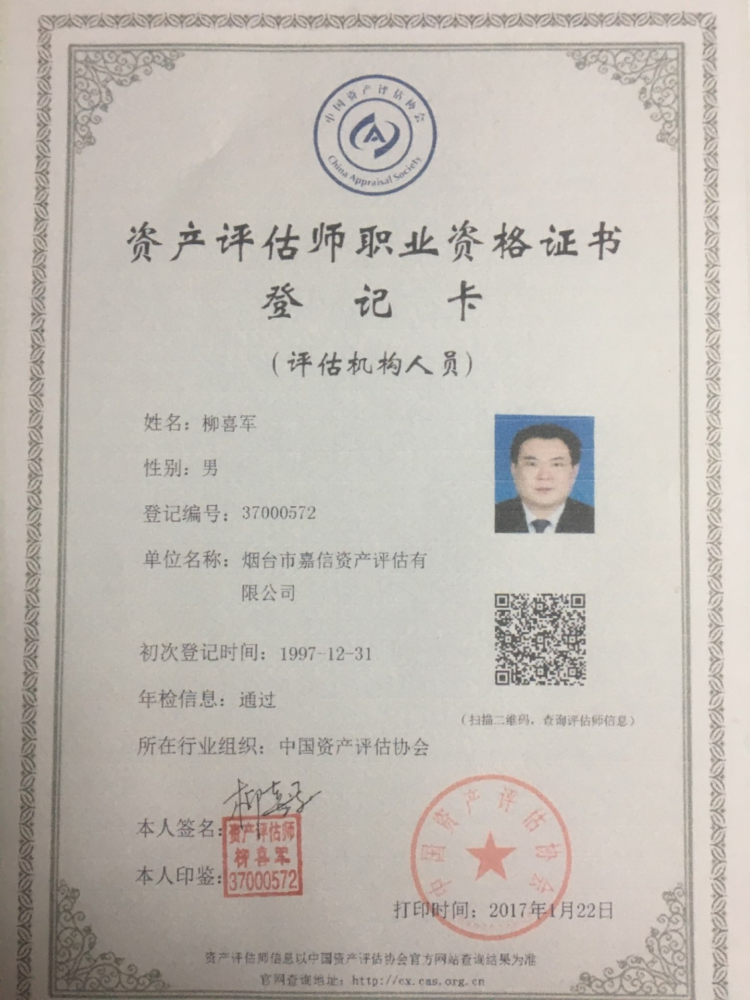 中国资产评估协会
China Appraisal Society
资产评估师职业资格证书
登记卡
(评估机构人员)
姓名：柳喜军
性别：男
登记编号：37000572
单位名称：烟台市嘉信资产评估有
限公司
初次登记时间：1997-12-31
年检信息：通过
（扫描二维码，查询评估师信息）
所在行业组织：中国资产评估协会
柳喜军
本人签名：
资产评估师
柳喜军
37000572
本人印鉴：
中国资产评估协会
打印时间：2017年1月22日
资产评估师信息以中国资产评估协会官方网站查询结果为准
官网查询地址：http://cx.cas.org.cn